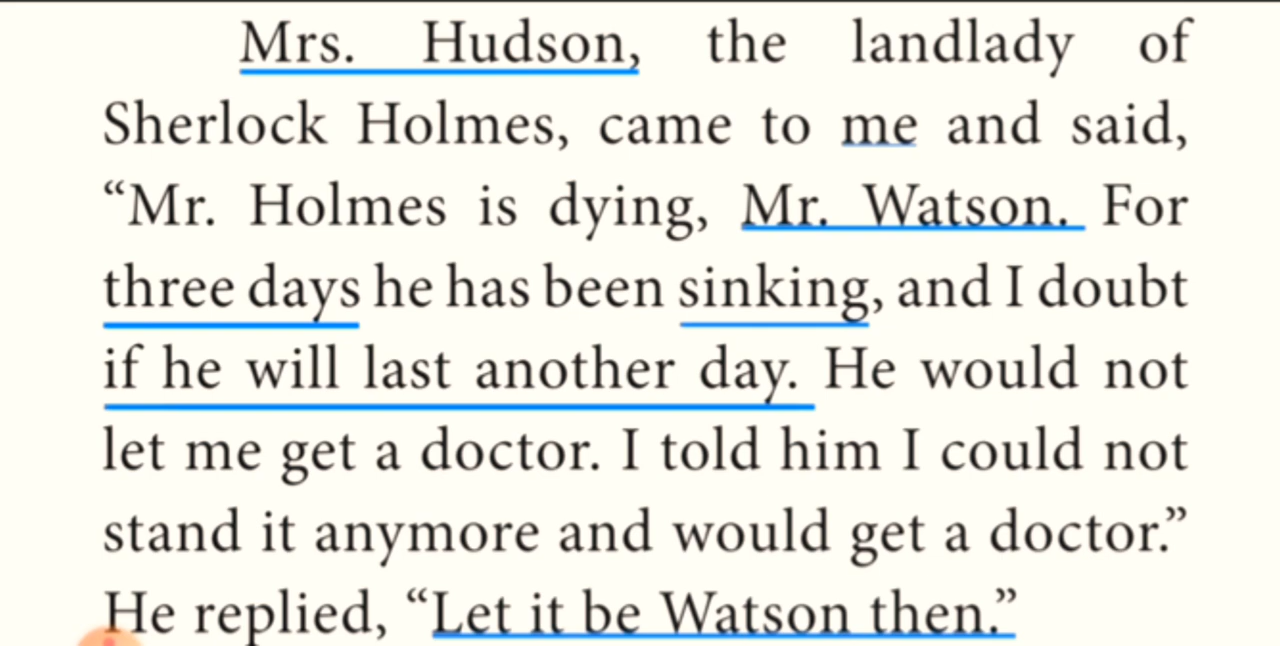 Mrs. Hudson, the landlady of
Sherlock Holmes, came to me and said,
“Mr. Holmes is dying, Mr. Watson. For
three days he has been sinking, and I doubt
if he will last another day. He would not
let me get a doctor. I told him I could not
stand it anymore and would get a doctor.”
He replied, “Let it be Watson then.”